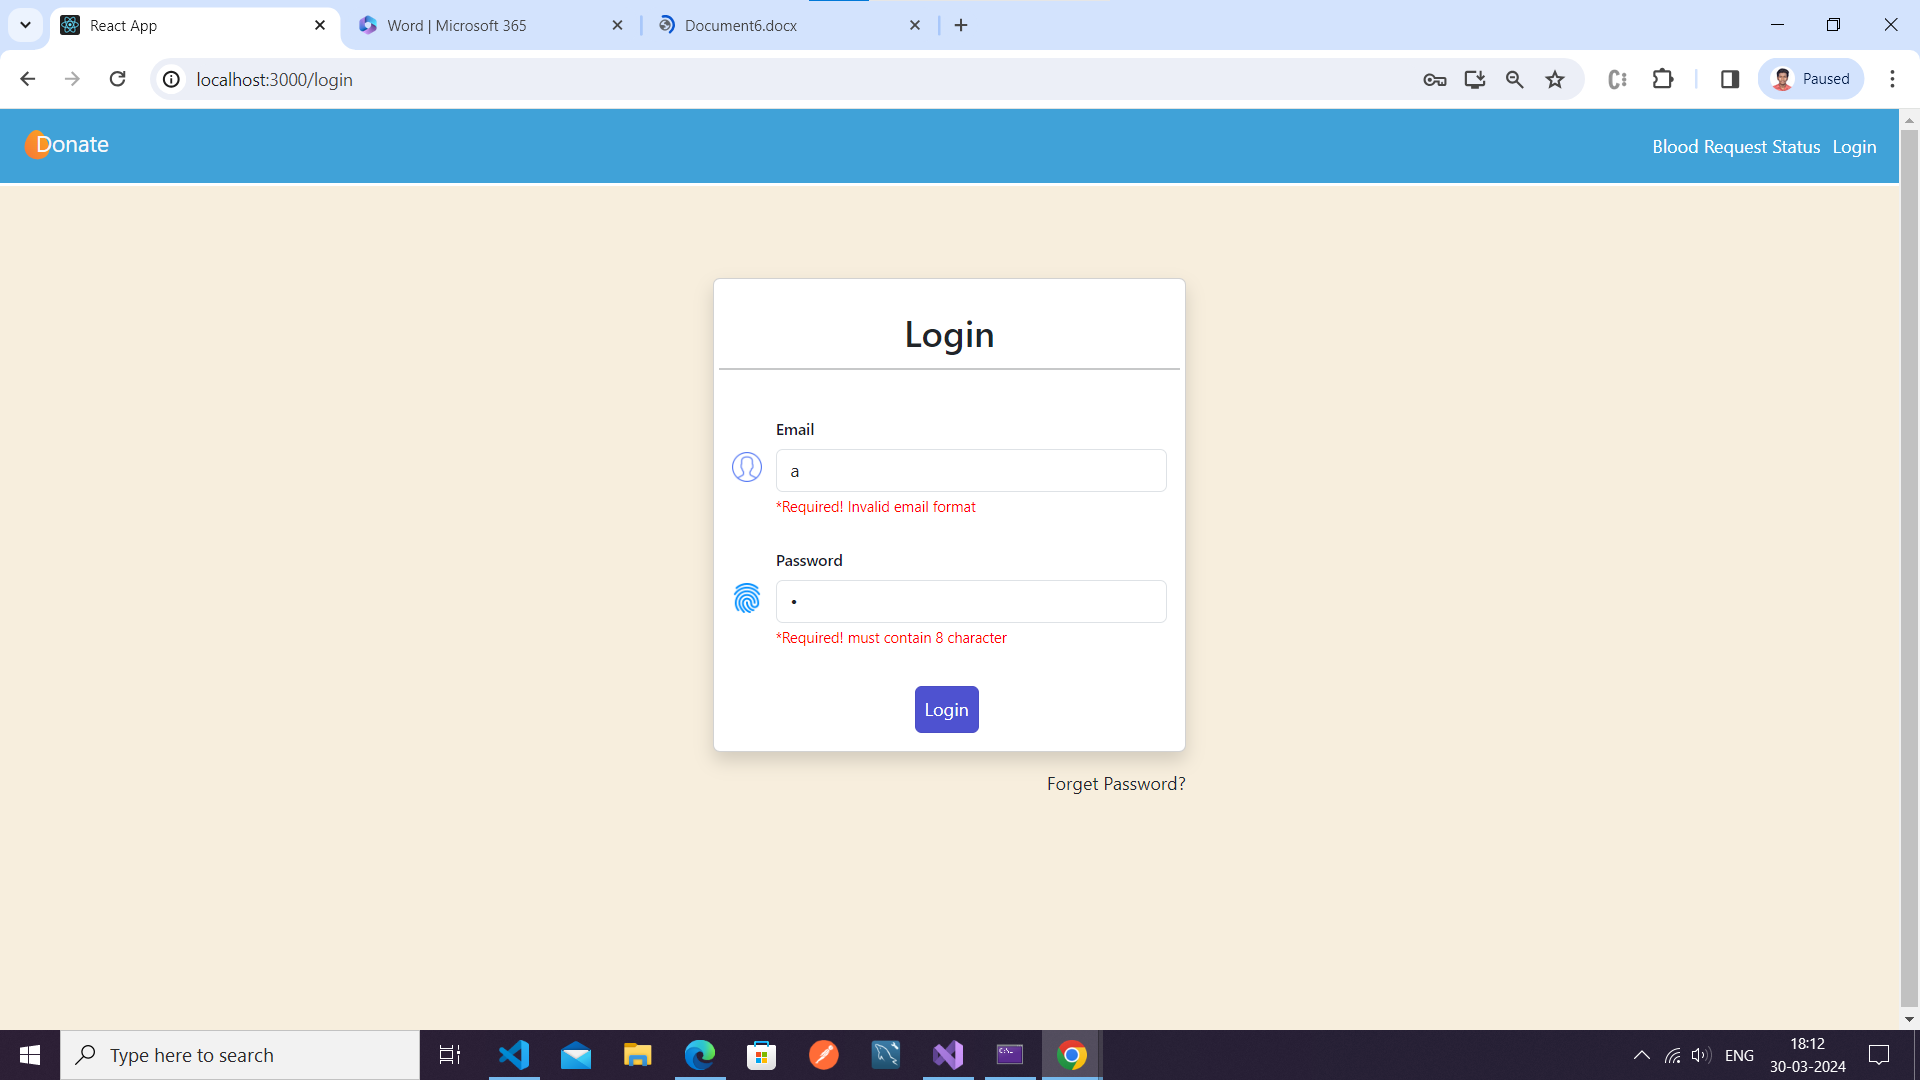 React App
Word | Microsoft 365
Document6.docx
localhost:3000/login
Paused
Donate
Blood Request Status
Login
Login
Email
a
*Required! Invalid email format
Password
•
*Required! must contain 8 character
Login
Forget Password?
Type here to search
C:\_
ENG
18:12
30-03-2024